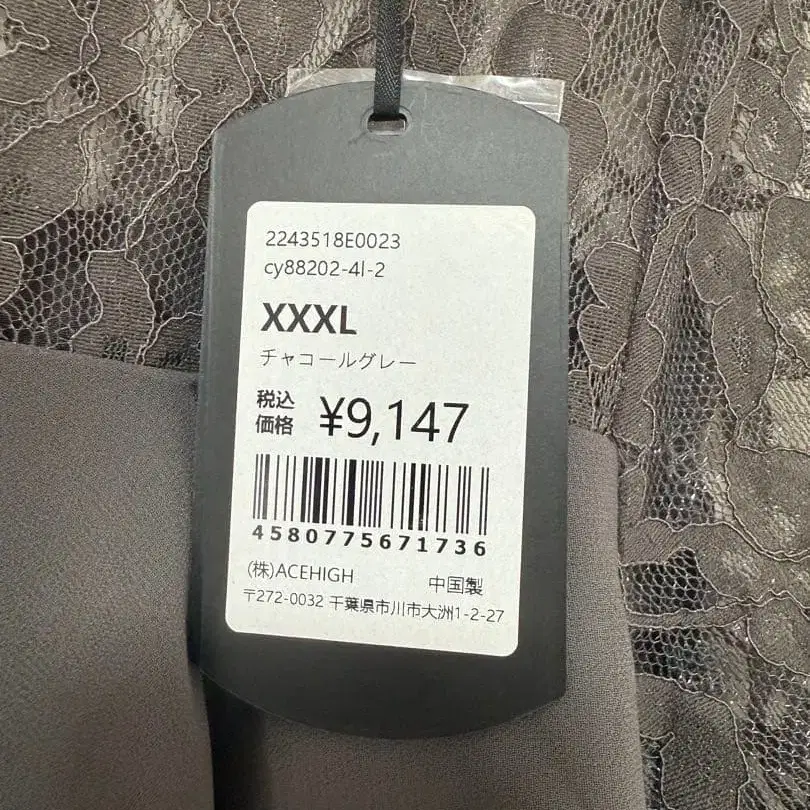 2243518E0023
cy88202-4l-2
XXXL
チャコールグレー
税込
価格 ¥9,147
4580775671736
(株)ACEHIGH 中国製
〒272-0032 千葉県市川市大洲1-2-27